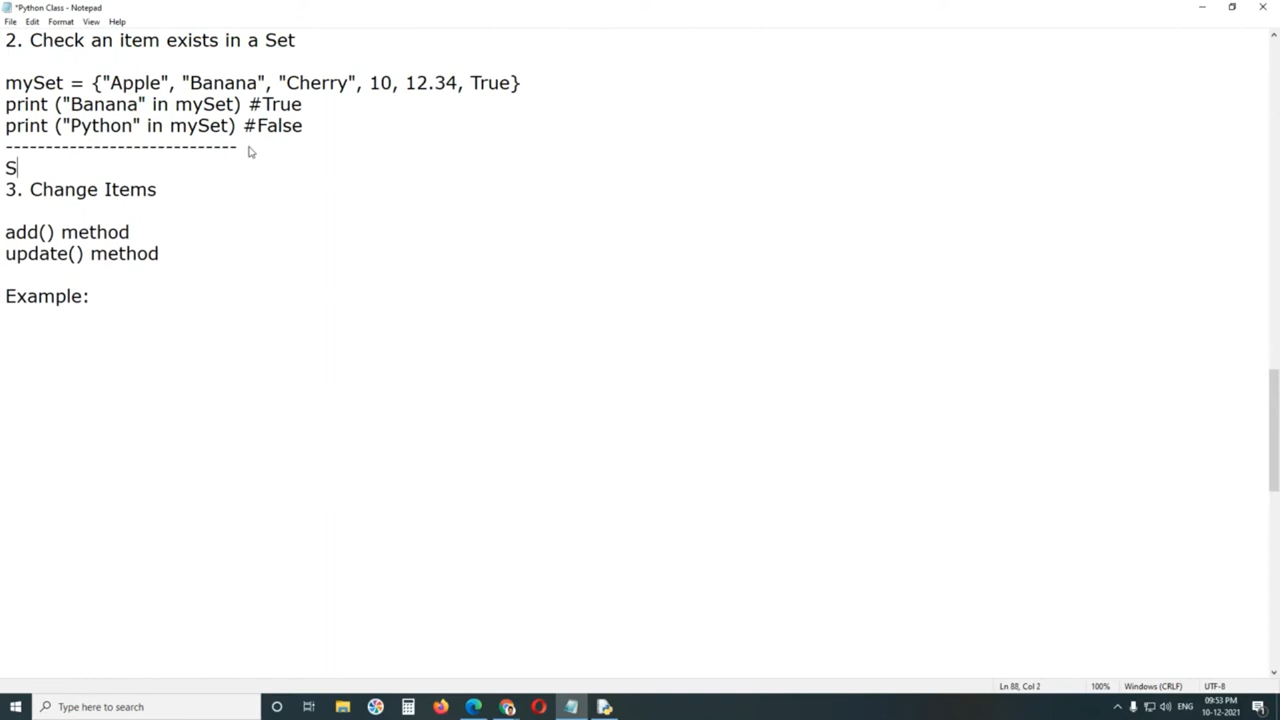 *Python Class - Notepad
File Edit Format View Help
2. Check an item exists in a Set
mySet = {"Apple", "Banana", "Cherry", 10, 12.34, True}
print ("Banana" in mySet) #True
print ("Python" in mySet) #False
-----------------------------
S
3. Change Items
add() method
update() method
Example:
Ln 88, Col 2 100% Windows (CRLF) UTF-8
Type here to search
ENG
09:53 PM
10-12-2021
1